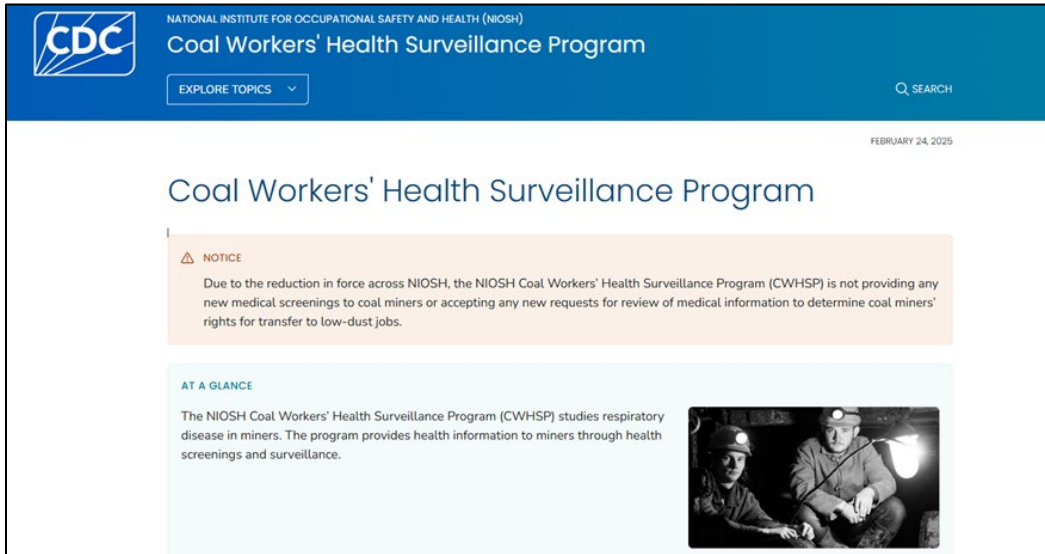 CDC
NATIONAL INSTITUTE FOR OCCUPATIONAL SAFETY AND HEALTH (NIOSH)
Coal Workers' Health Surveillance Program
EXPLORE TOPICS
SEARCH
FEBRUARY 24, 2025
Coal Workers' Health Surveillance Program
NOTICE
Due to the reduction in force across NIOSH, the NIOSH Coal Workers’ Health Surveillance Program (CWHSP) is not providing any
new medical screenings to coal miners or accepting any new requests for review of medical information to determine coal miners’
rights for transfer to low-dust jobs.
AT A GLANCE
The NIOSH Coal Workers’ Health Surveillance Program (CWHSP) studies respiratory
disease in miners. The program provides health information to miners through health
screenings and surveillance.